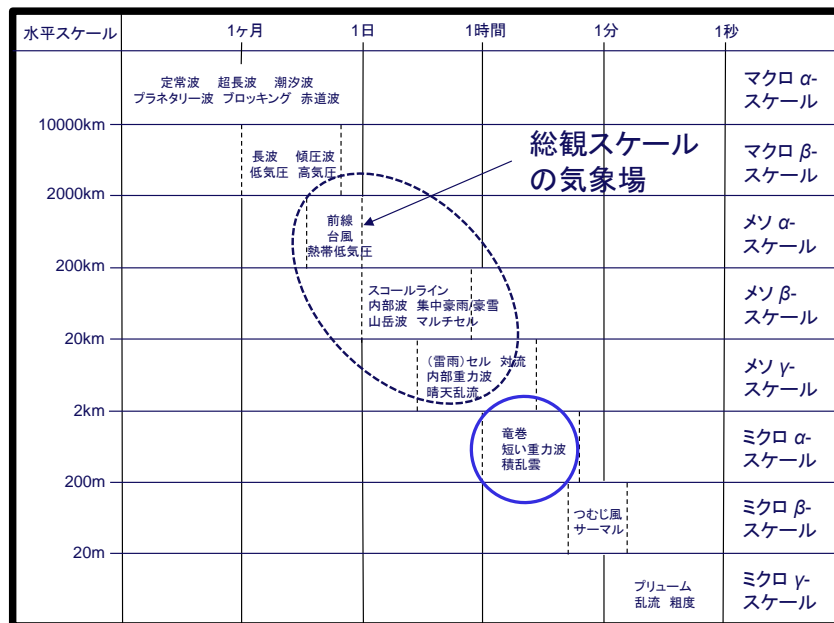 水平スケール 1ヶ月 1日 1時間 1分 1秒
定常波 超長波 潮汐波
プラネタリー波 ブロッキング 赤道波
マクロ α-
スケール
10000km
長波 傾圧波
低気圧 高気圧
総観スケール
の気象場
マクロ β-
スケール
2000km
前線
台風
熱帯低気圧
メソ α-
スケール
200km
スコールライン
内部波 集中豪雨/豪雪
山岳波 マルチセル
メソ β-
スケール
20km
(雷雨)セル 対流
内部重力波
晴天乱流
メソ γ-
スケール
2km
竜巻
短い重力波
積乱雲
ミクロ α-
スケール
200m
つむじ風
サーマル
ミクロ β-
スケール
20m
プリューム
乱流 粗度
ミクロ γ-
スケール